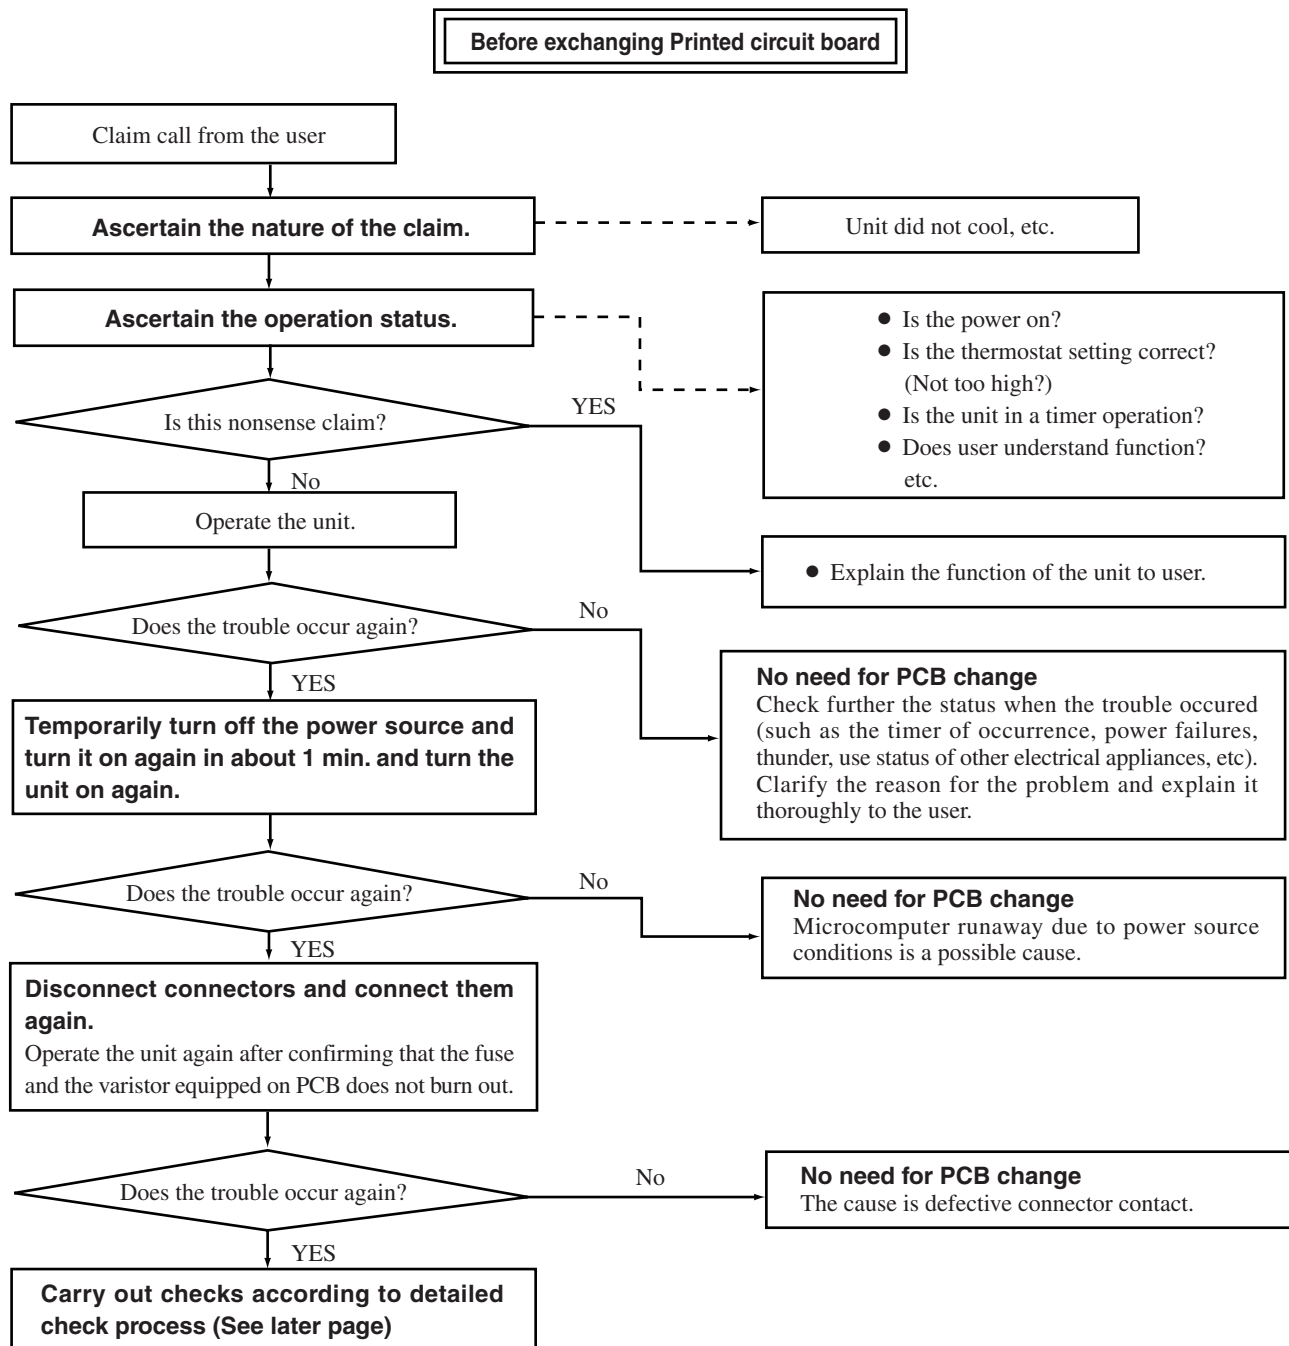 Before exchanging Printed circuit board
Claim call from the user
Ascertain the nature of the claim.
Unit did not cool, etc.
Ascertain the operation status.
● Is the power on?
● Is the thermostat setting correct?
(Not too high?)
● Is the unit in a timer operation?
● Does user understand function?
etc.
Is this nonsense claim?
YES
No
Operate the unit.
● Explain the function of the unit to user.
Does the trouble occur again?
No
YES
No need for PCB change
Check further the status when the trouble occured
(such as the timer of occurrence, power failures,
thunder, use status of other electrical appliances, etc).
Clarify the reason for the problem and explain it
thoroughly to the user.
Temporarily turn off the power source and
turn it on again in about 1 min. and turn the
unit on again.
Does the trouble occur again?
No
YES
No need for PCB change
Microcomputer runaway due to power source
conditions is a possible cause.
Disconnect connectors and connect them
again.
Operate the unit again after confirming that the fuse
and the varistor equipped on PCB does not burn out.
Does the trouble occur again?
No
YES
No need for PCB change
The cause is defective connector contact.
Carry out checks according to detailed
check process (See later page)